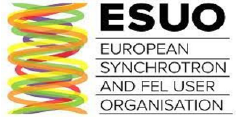 ESUO
EUROPEAN
SYNCHROTRON
AND FEL USER
ORGANISATION